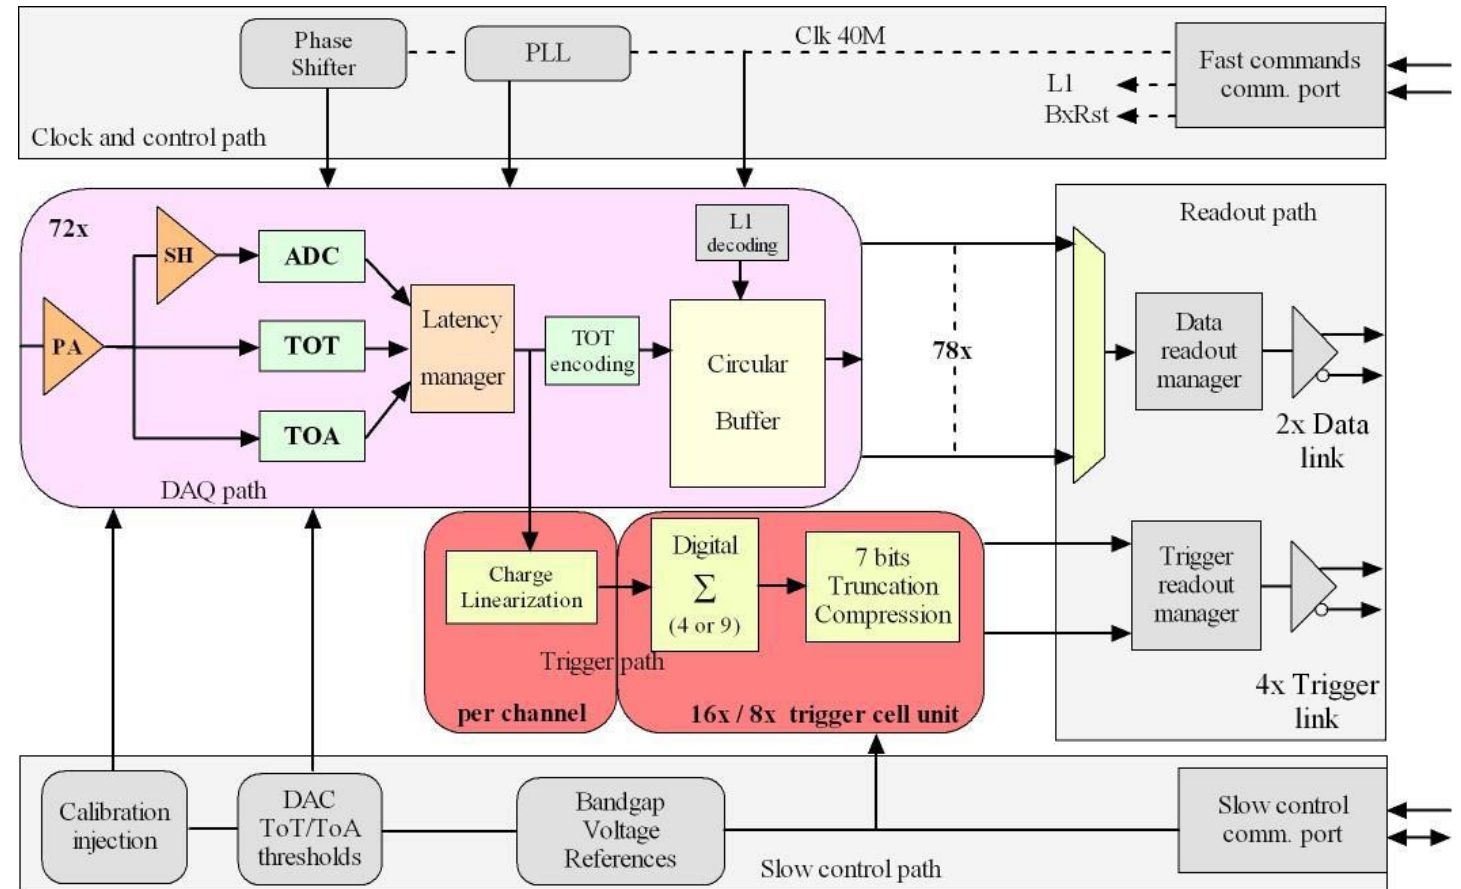 Phase
Shifter
PLL
Clk 40M
Fast commands
comm. port
L1
BxRst
Clock and control path
72x
SH
ADC
PA
TOT
TOA
Latency
manager
TOT
encoding
L1
decoding
Circular
Buffer
DAQ path
78x
Readout path
Data
readout
manager
2x Data
link
Charge
Linearization
Digital
Σ
(4 or 9)
7 bits
Truncation
Compression
Trigger path
per channel
16x / 8x trigger cell unit
Trigger
readout
manager
4x Trigger
link
Calibration
injection
DAC
ToT/ToA
thresholds
Bandgap
Voltage
References
Slow control path
Slow control
comm. port